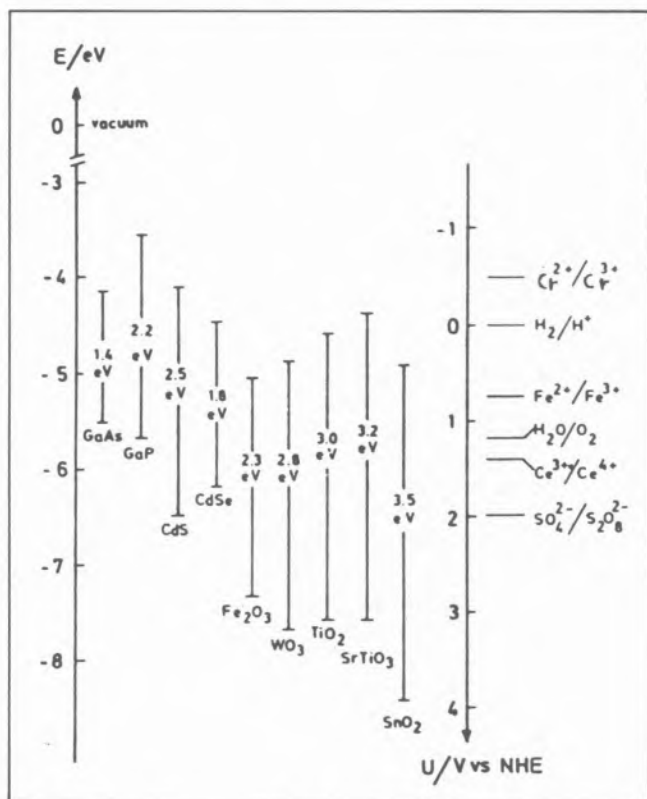 E/eV
0 vacuum
-3
-4
-5
-6
-7
-8
1.4
eV
GaAs
2.2
eV
GaP
2.5
eV
CdS
eV
CdSe
2.3
eV
Fe₂O₃
2.8
eV
WO₃
3.0
eV
TiO₂
3.2
eV
SrTiO₃
3.5
eV
SnO₂
-1
0
1
2
3
4
Cr²⁺/Cr³⁺
H₂/H⁺
Fe²⁺/Fe³⁺
H₂O/O₂
Ce³⁺/Ce⁴⁺
SO₄²⁻/S₂O₈²⁻
U/V vs NHE